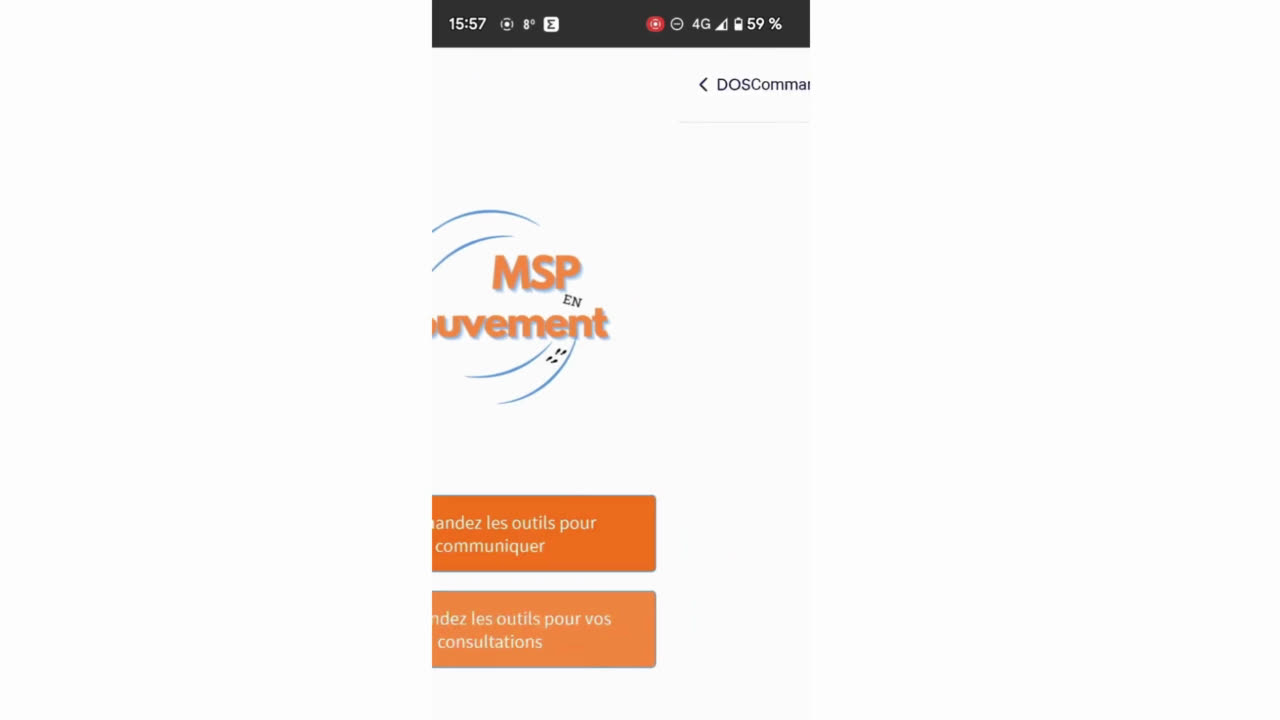 15:57 8° Σ 4G 59 %
DOSCommar
MSP
EN
ouvement
andez les outils pour
communiquer
ndez les outils pour vos
consultations